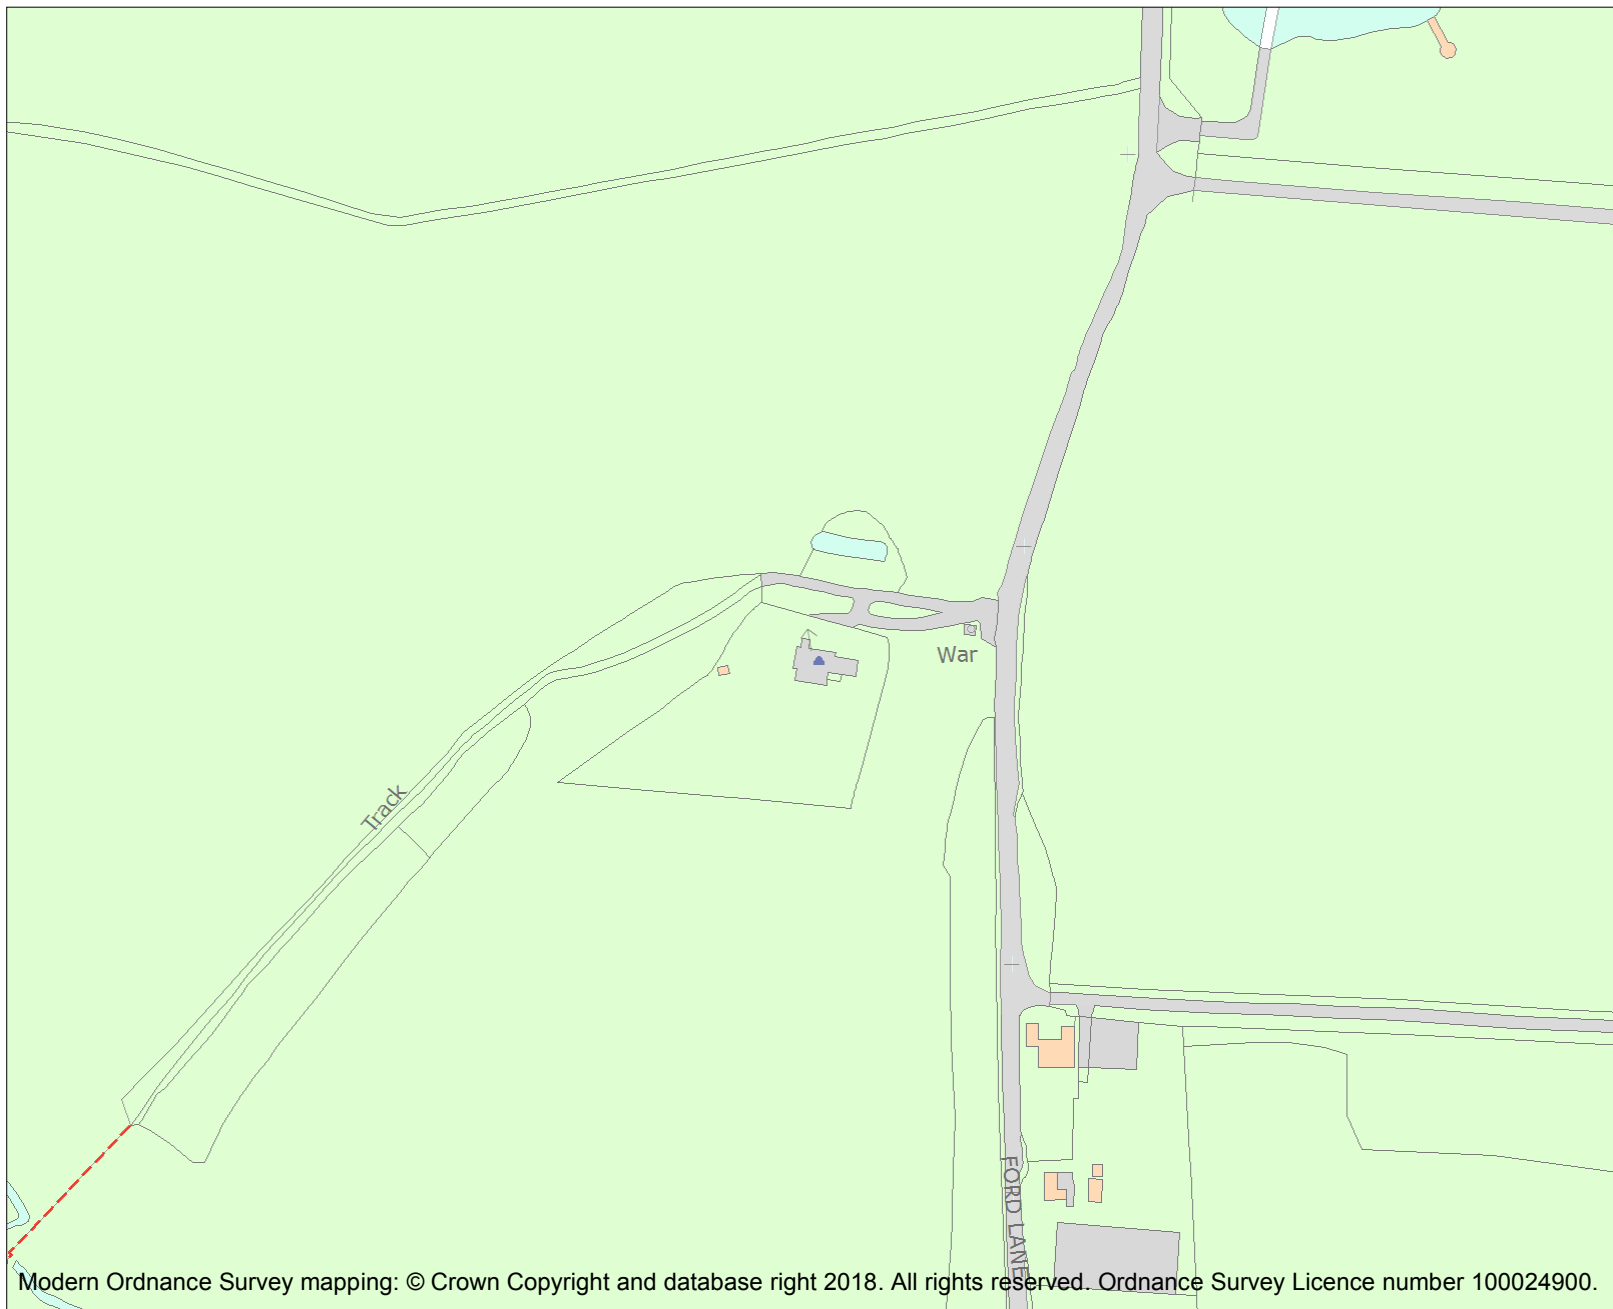 War
Track
FORD LANE
Modern Ordnance Survey mapping: © Crown Copyright and database right 2018. All rights reserved. Ordnance Survey Licence number 100024900.